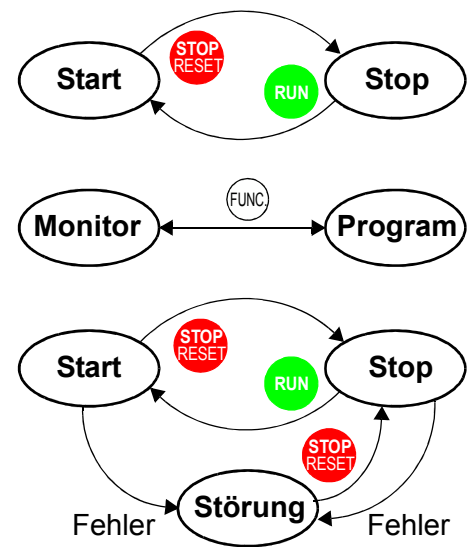 STOP
RESET
Start
Stop
RUN
FUNC.
Monitor
Program
STOP
RESET
Start
Stop
RUN
STOP
RESET
Störung
Fehler
Fehler